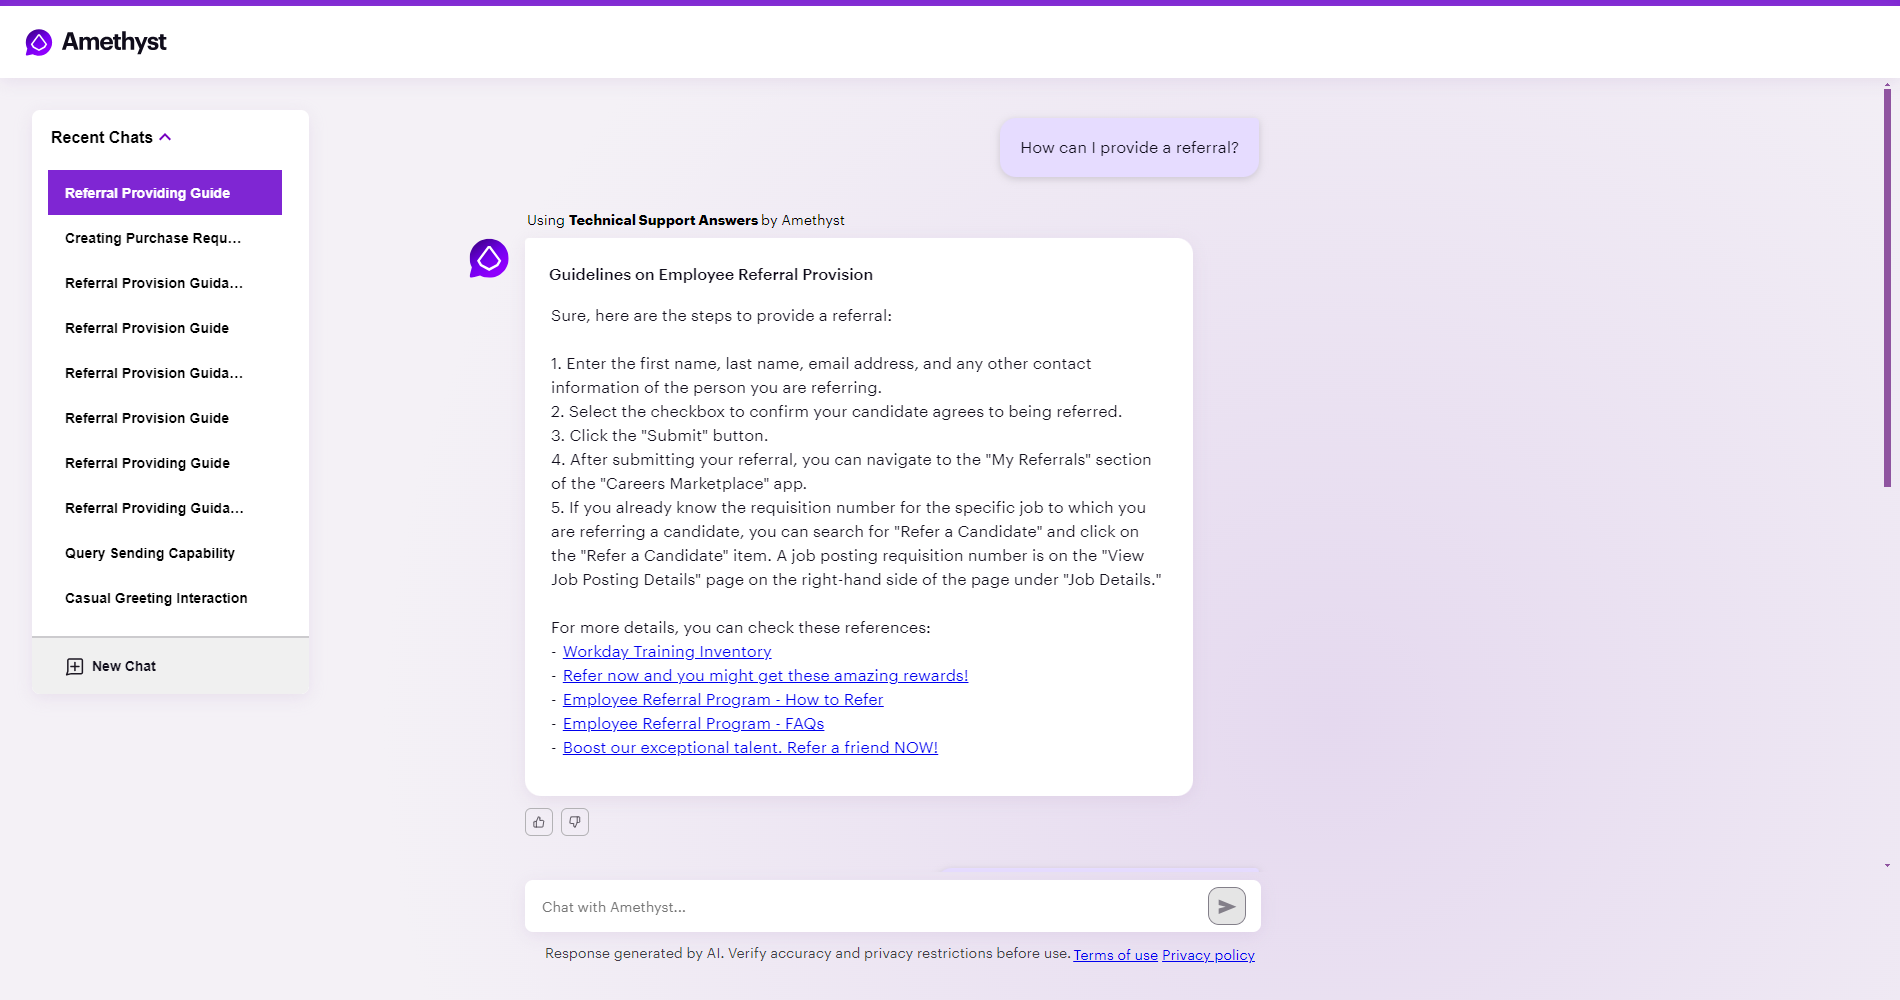 Amethyst
Recent Chats
Referral Providing Guide
Creating Purchase Requ...
Referral Provision Guida...
Referral Provision Guide
Referral Provision Guida...
Referral Provision Guide
Referral Providing Guide
Referral Providing Guida...
Query Sending Capability
Casual Greeting Interaction
New Chat
How can I provide a referral?
Using Technical Support Answers by Amethyst
Guidelines on Employee Referral Provision
Sure, here are the steps to provide a referral:
1. Enter the first name, last name, email address, and any other contact
information of the person you are referring.
2. Select the checkbox to confirm your candidate agrees to being referred.
3. Click the "Submit" button.
4. After submitting your referral, you can navigate to the "My Referrals" section
of the "Careers Marketplace" app.
5. If you already know the requisition number for the specific job to which you
are referring a candidate, you can search for "Refer a Candidate" and click on
the "Refer a Candidate" item. A job posting requisition number is on the "View
Job Posting Details" page on the right-hand side of the page under "Job Details."
For more details, you can check these references:
- Workday Training Inventory
- Refer now and you might get these amazing rewards!
- Employee Referral Program - How to Refer
- Employee Referral Program - FAQs
- Boost our exceptional talent. Refer a friend NOW!
Chat with Amethyst...
Response generated by AI. Verify accuracy and privacy restrictions before use. Terms of use Privacy policy